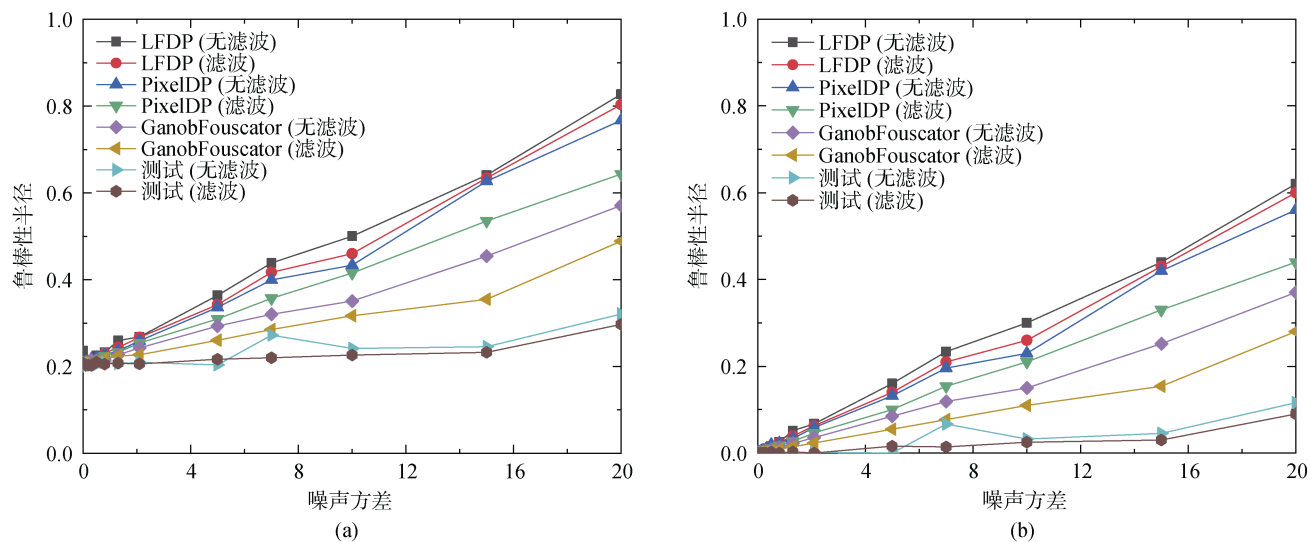 1.0
0.8
0.6
0.4
0.2
0.0
鲁棒性半径
LFDP (无滤波)
LFDP (滤波)
PixelDP (无滤波)
PixelDP (滤波)
GanobFouscator (无滤波)
GanobFouscator (滤波)
测试 (无滤波)
测试 (滤波)
0 4 8 12 16 20
噪声方差
(a)
1.0
0.8
0.6
0.4
0.2
0.0
鲁棒性半径
LFDP (无滤波)
LFDP (滤波)
PixelDP (无滤波)
PixelDP (滤波)
GanobFouscator (无滤波)
GanobFouscator (滤波)
测试 (无滤波)
测试 (滤波)
0 4 8 12 16 20
噪声方差
(b)